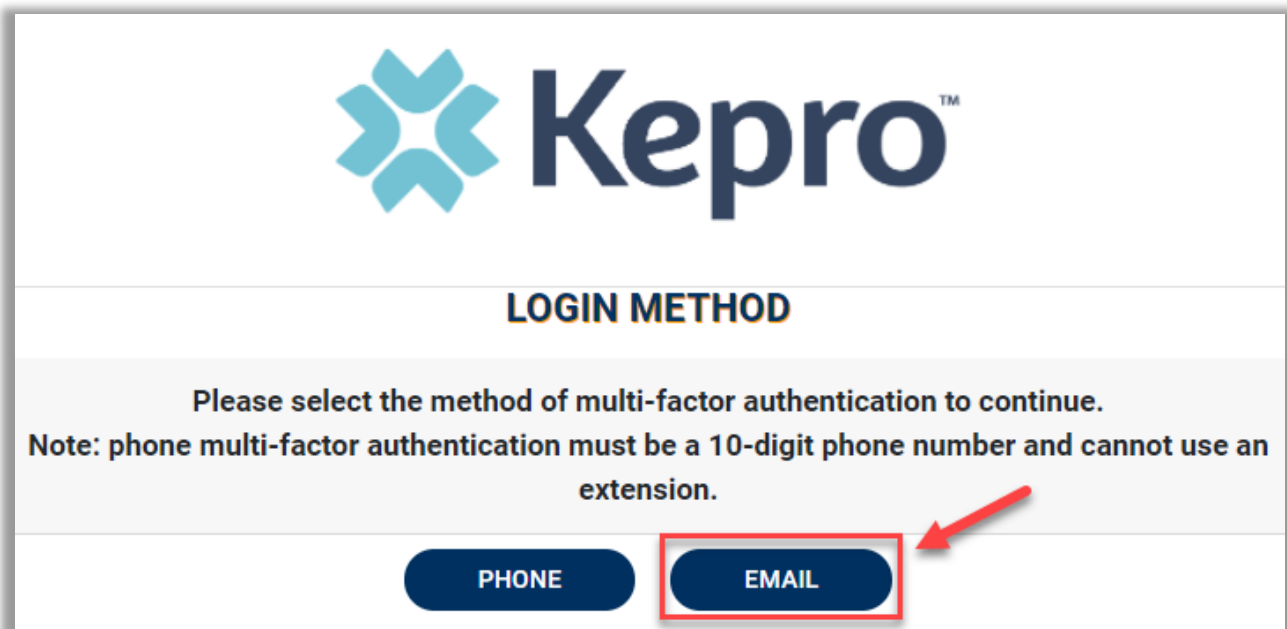 Kepro™
LOGIN METHOD
Please select the method of multi-factor authentication to continue.
Note: phone multi-factor authentication must be a 10-digit phone number and cannot use an
extension.
PHONE EMAIL